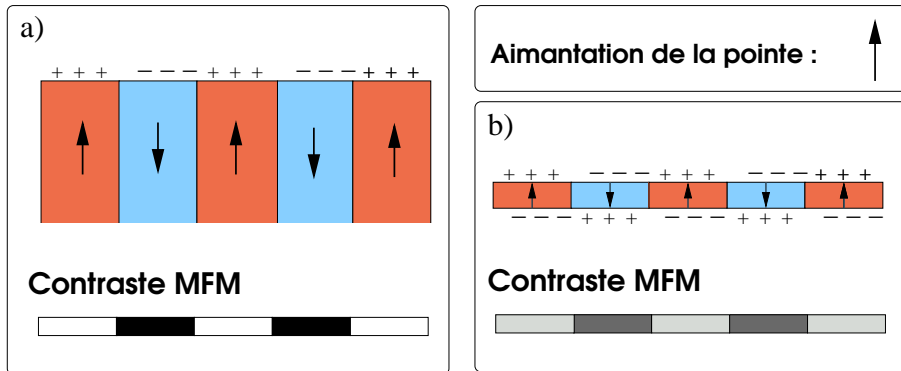 a)
+ + + — — — + + + — — — + + +
Contraste MFM
Aimantation de la pointe :
b)
+ + + — — — + + + — — — + + +
— — — + + + — — — + + + — — —
Contraste MFM